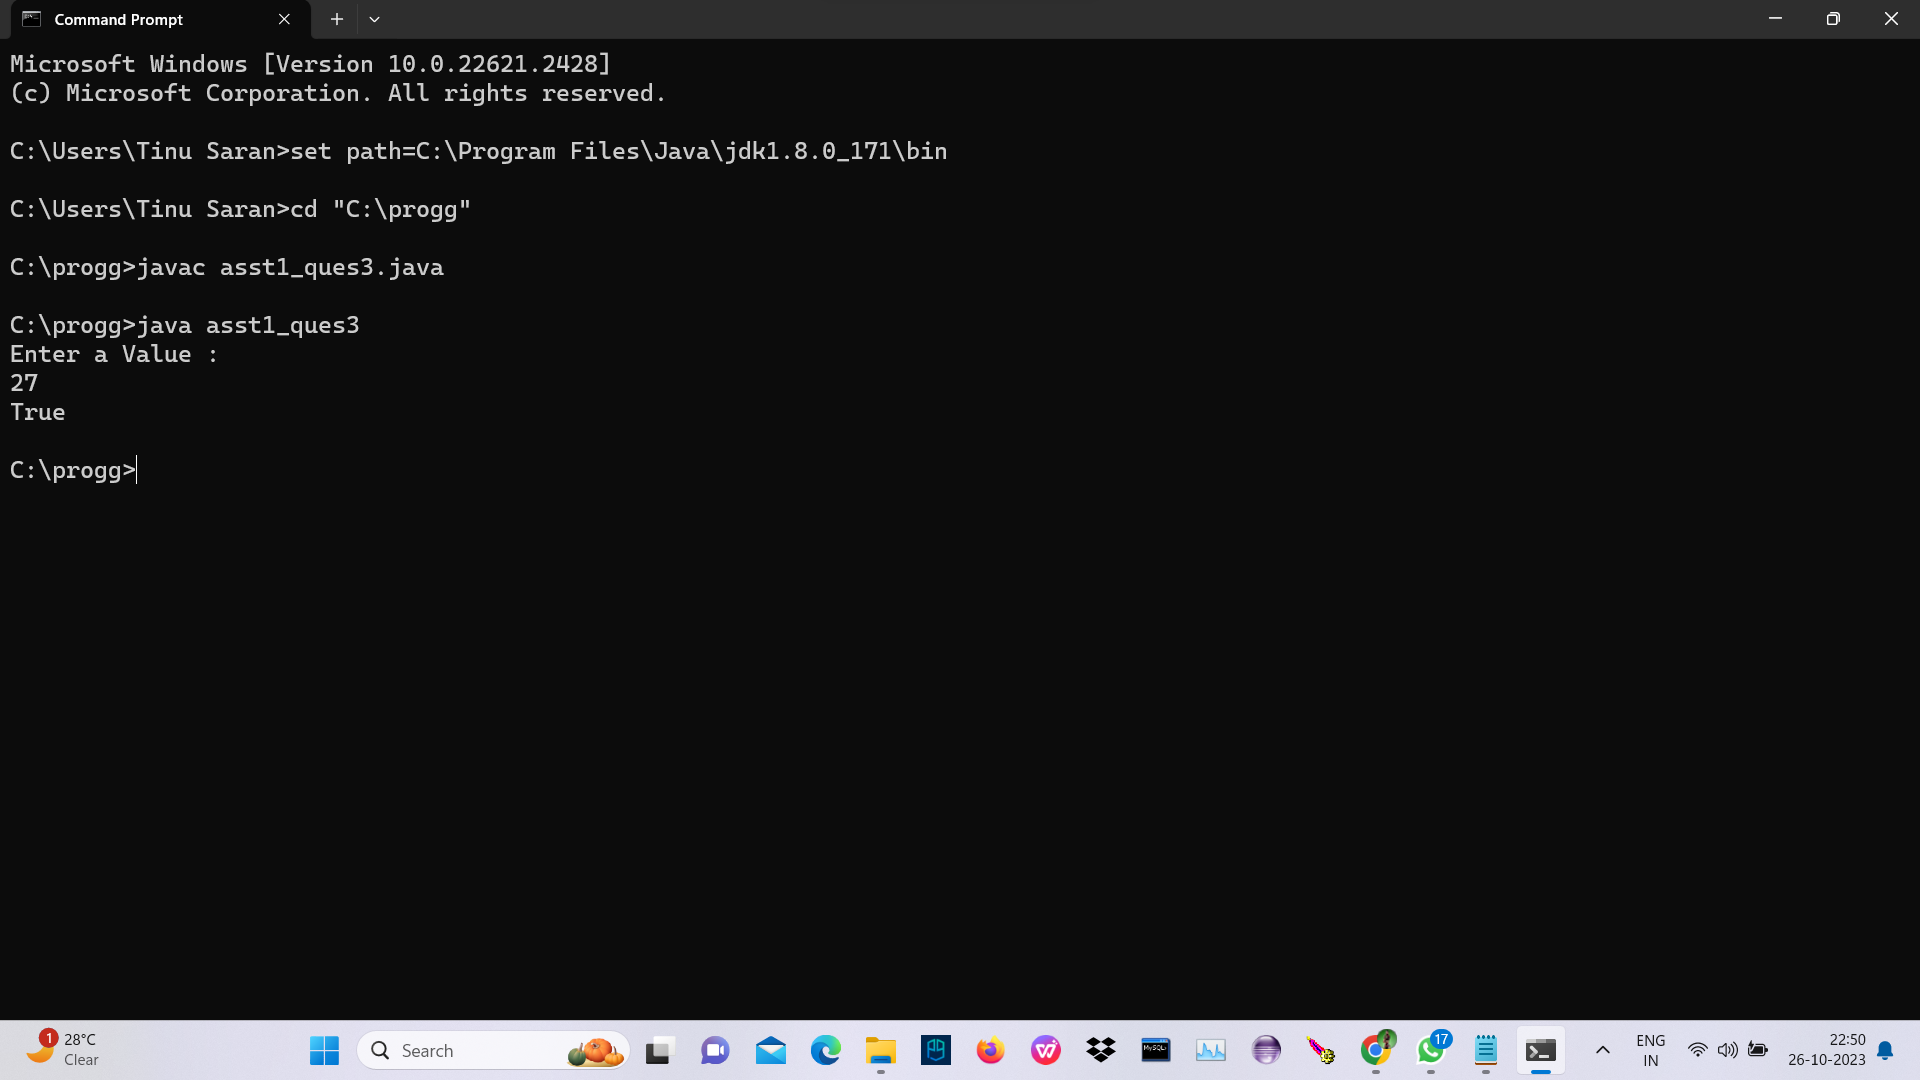 Command Prompt
Microsoft Windows [Version 10.0.22621.2428]
(c) Microsoft Corporation. All rights reserved.
C:\Users\Tinu Saran>set path=C:\Program Files\Java\jdk1.8.0_171\bin
C:\Users\Tinu Saran>cd "C:\progg"
C:\progg>javac asst1_ques3.java
C:\progg>java asst1_ques3
Enter a Value :
27
True
C:\progg>
1
28°C
Clear
Search
MySQL
17
ENG
IN
22:50
26-10-2023